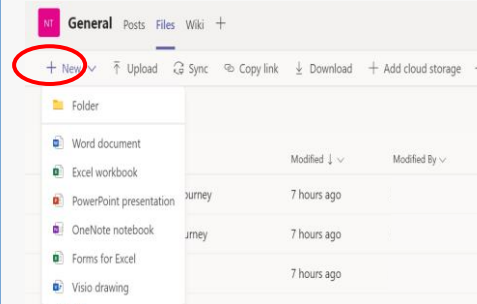 NT General Posts Files Wiki +
+ New Upload Sync Copy link Download + Add cloud storage
Folder
Word document
Modified Modified By
Excel workbook
PowerPoint presentation ourney 7 hours ago
OneNote notebook urney 7 hours ago
Forms for Excel
7 hours ago
Visio drawing